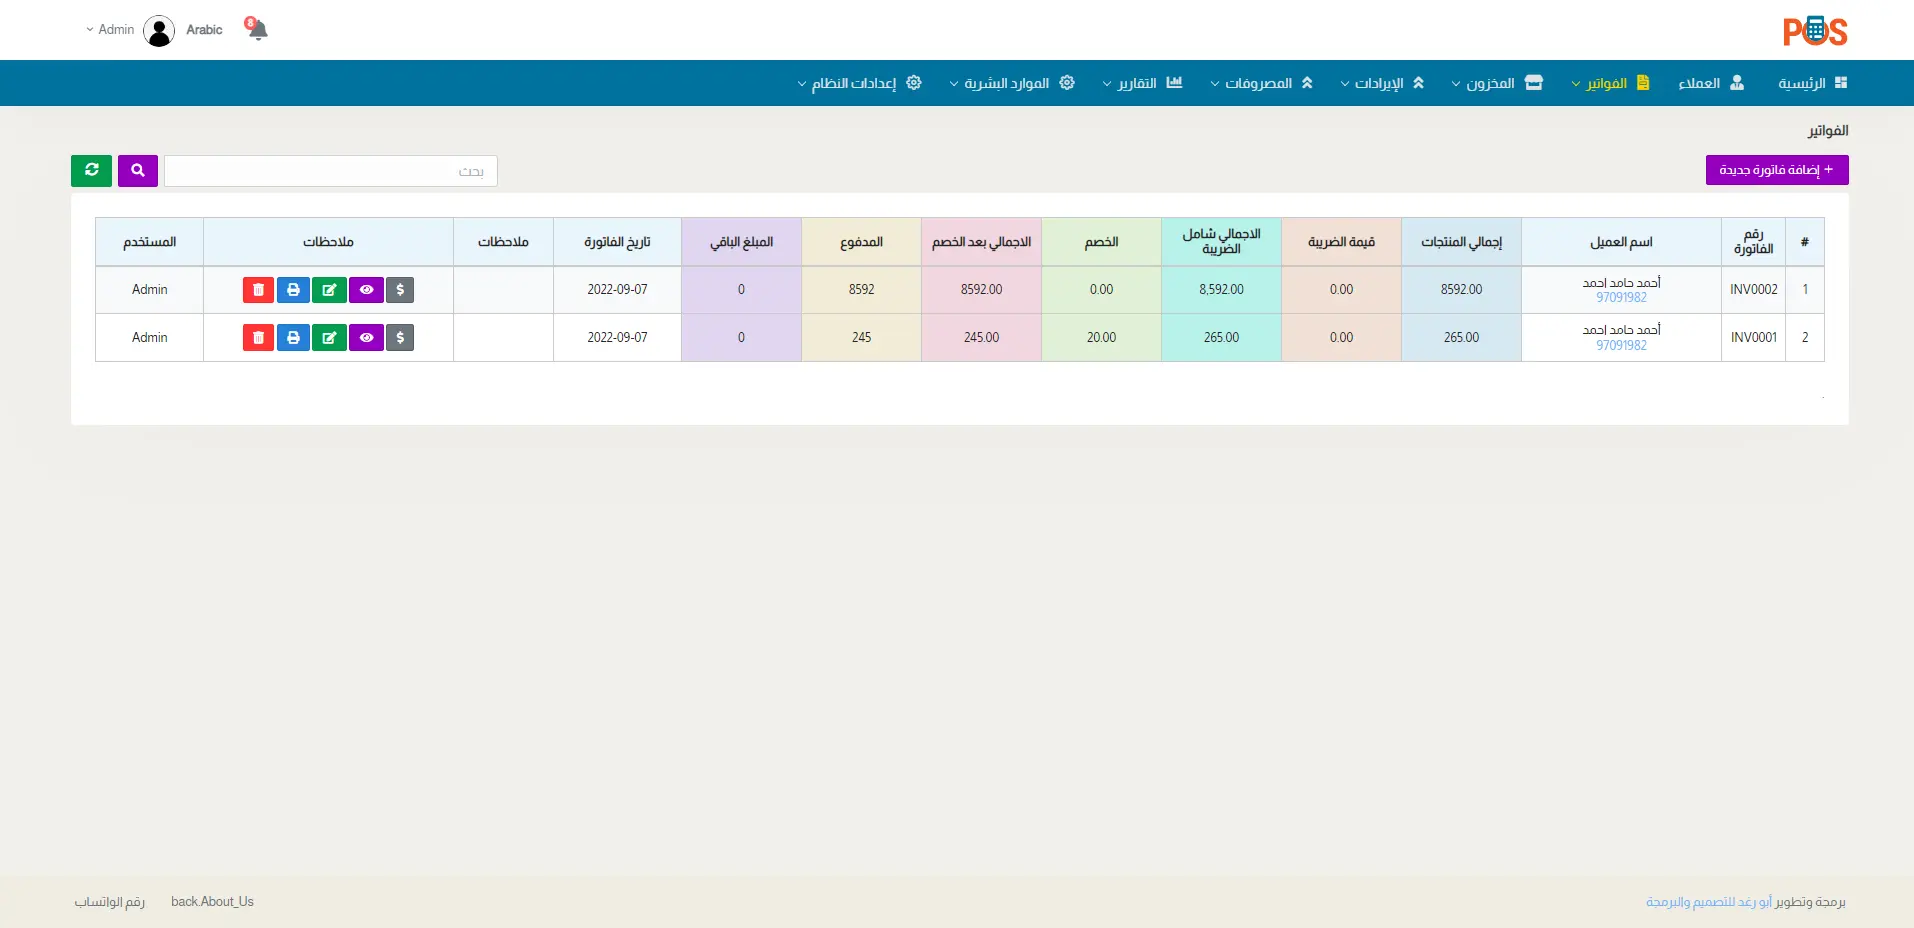 POS
8
Arabic
Admin
الرئيسية
العملاء
الفواتير
المخزون
الإيرادات
المصروفات
التقارير
الموارد البشرية
إعدادات النظام
الفواتير
+ إضافة فاتورة جديدة
بحث
#
رقم الفاتورة
اسم العميل
إجمالي المنتجات
قيمة الضريبة
الاجمالي شامل الضريبة
الخصم
الاجمالي بعد الخصم
المدفوع
المبلغ الباقي
تاريخ الفاتورة
ملاحظات
ملاحظات
المستخدم
1
INV0002
أحمد حامد احمد
97091982
8592.00
0.00
8,592.00
0.00
8592.00
8592
0
2022-09-07
$
Admin
2
INV0001
أحمد حامد احمد
97091982
265.00
0.00
265.00
20.00
245.00
245
0
2022-09-07
$
Admin
برمجة وتطوير أبو رغد للتصميم والبرمجة
back.About_Us
رقم الواتساب